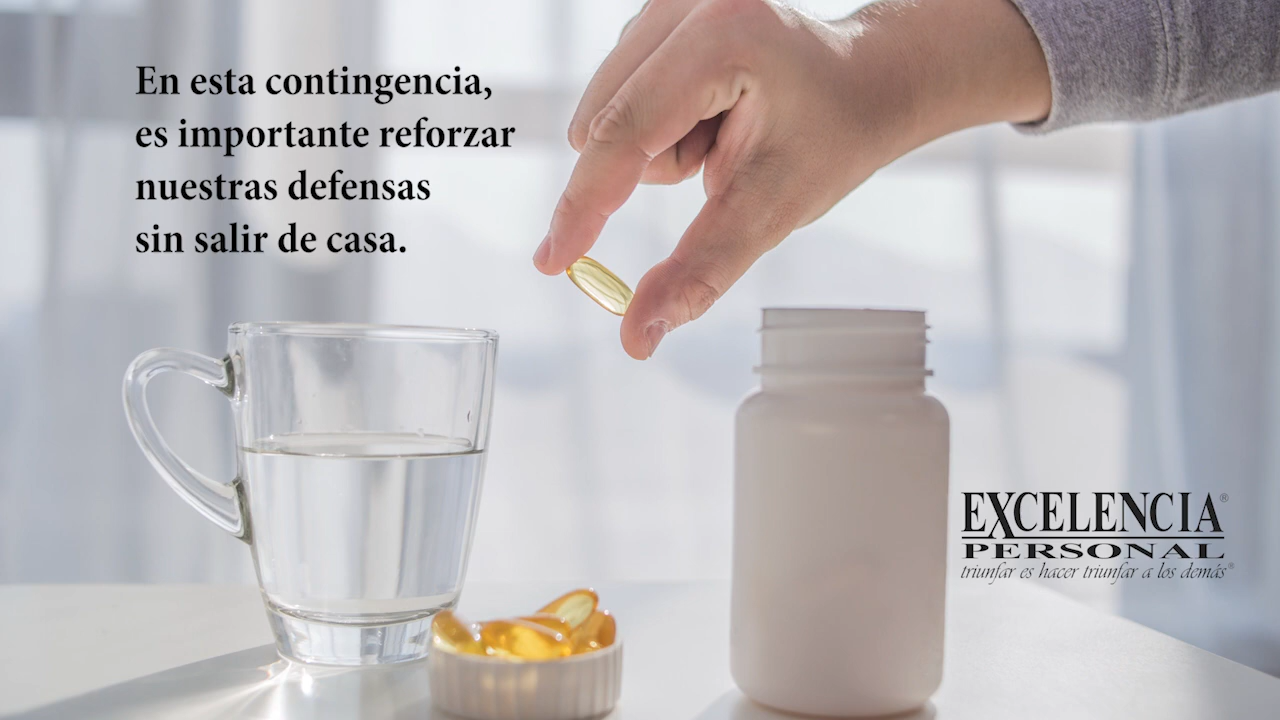 En esta contingencia,
es importante reforzar
nuestras defensas
sin salir de casa.
EXCELENCIA®
PERSONAL
triunfar es hacer triunfar a los demás®